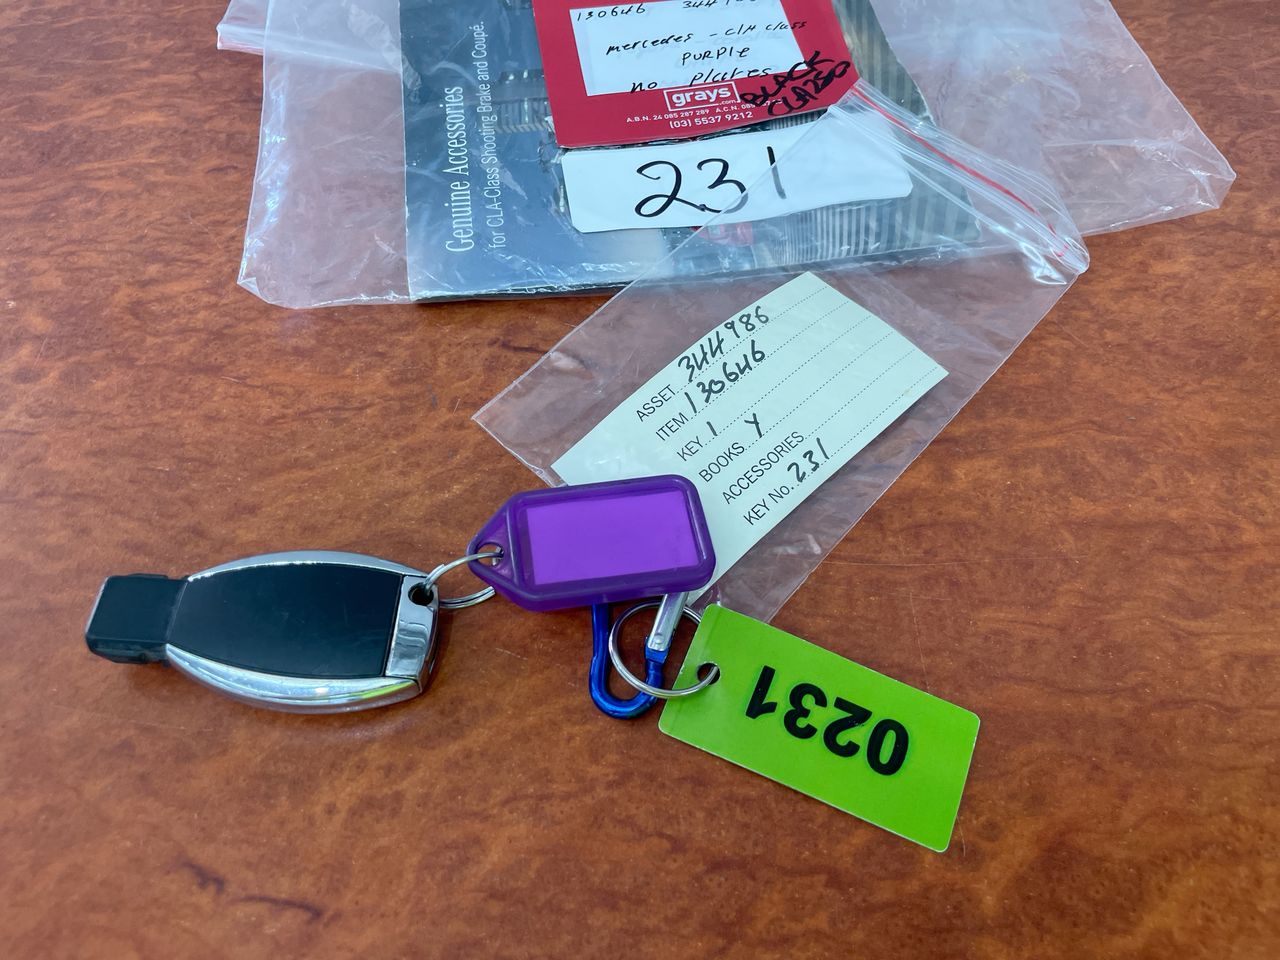 Genuine Accessories
for CLA-Class Shooting Brake and Coupé.
130646
mercedes - CLA class
PURPLE
no plates
BLACK
CLA250
grays
.com
A.B.N. 24 085 287 289 A.C.N. 085
(03) 5537 9212
231
ASSET 344986
ITEM 130646
KEY 1
BOOKS Y
ACCESSORIES
KEY No. 231
0231